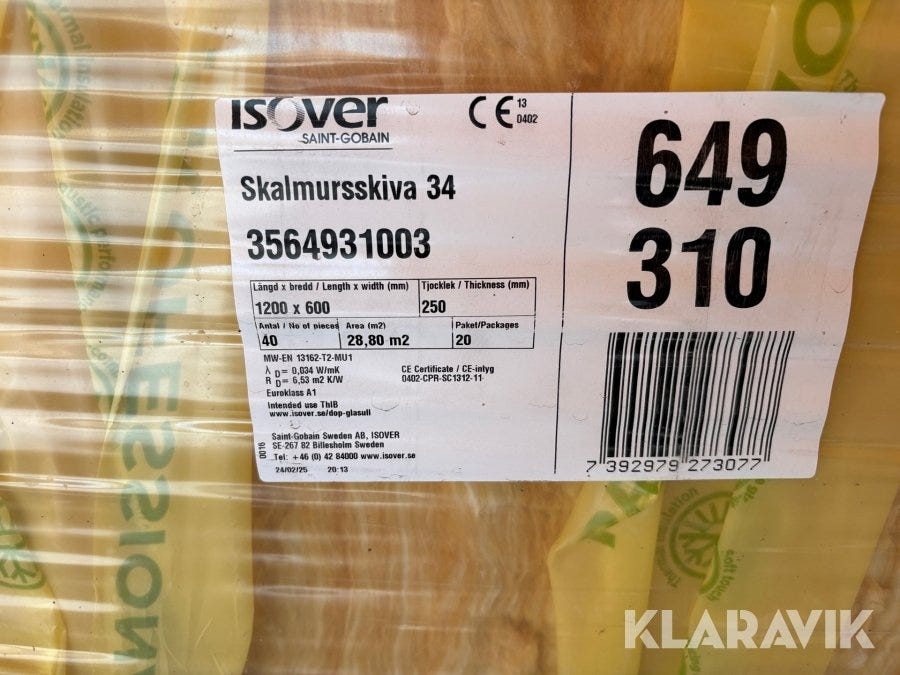 isover
SAINT-GOBAIN
CE 13
0402
Skalmursskiva 34
3564931003
Längd x bredd / Length x width (mm)
Tjocklek / Thickness (mm)
1200 x 600
250
Antal / No of pieces
Area (m2)
Paket/Packages
40
28,80 m2
20
MW-EN 13162-T2-MU1
λ D= 0,034 W/mK
R D= 6,53 m2 K/W
Euroklass A1
CE Certificate / CE-inlyg
0402-CPR-SC1312-11
Intended use ThIB
www.isover.se/dop-glasull
0016
Saint-Gobain Sweden AB, ISOVER
SE-267 82 Billesholm Sweden
Tel: +46 (0) 42 84000 www.isover.se
24/02/25 20:13
649
310
7 392979 273077
KLARAVIK